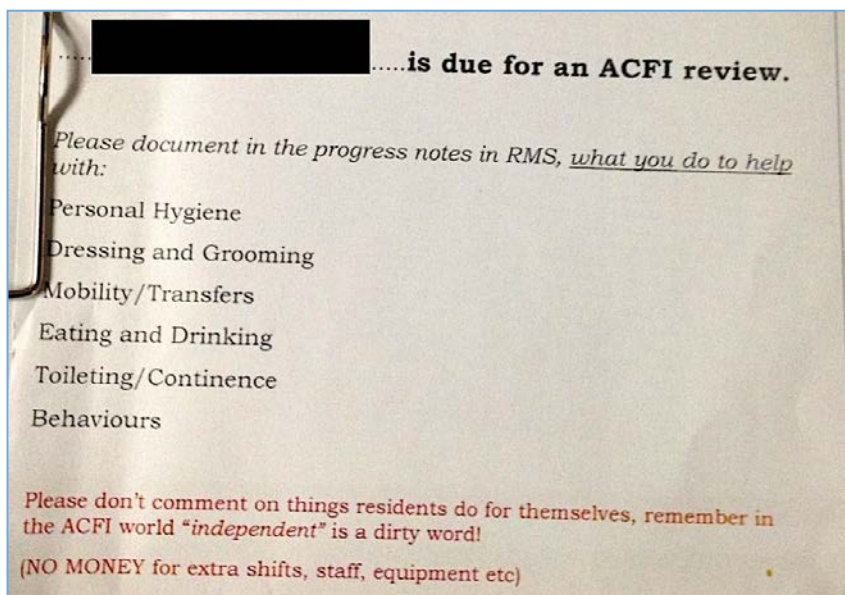 ..... .....is due for an ACFI review.
Please document in the progress notes in RMS, what you do to help
with:
Personal Hygiene
Dressing and Grooming
Mobility/Transfers
Eating and Drinking
Toileting/Continence
Behaviours
Please don't comment on things residents do for themselves, remember in
the ACFI world "independent" is a dirty word!
(NO MONEY for extra shifts, staff, equipment etc)